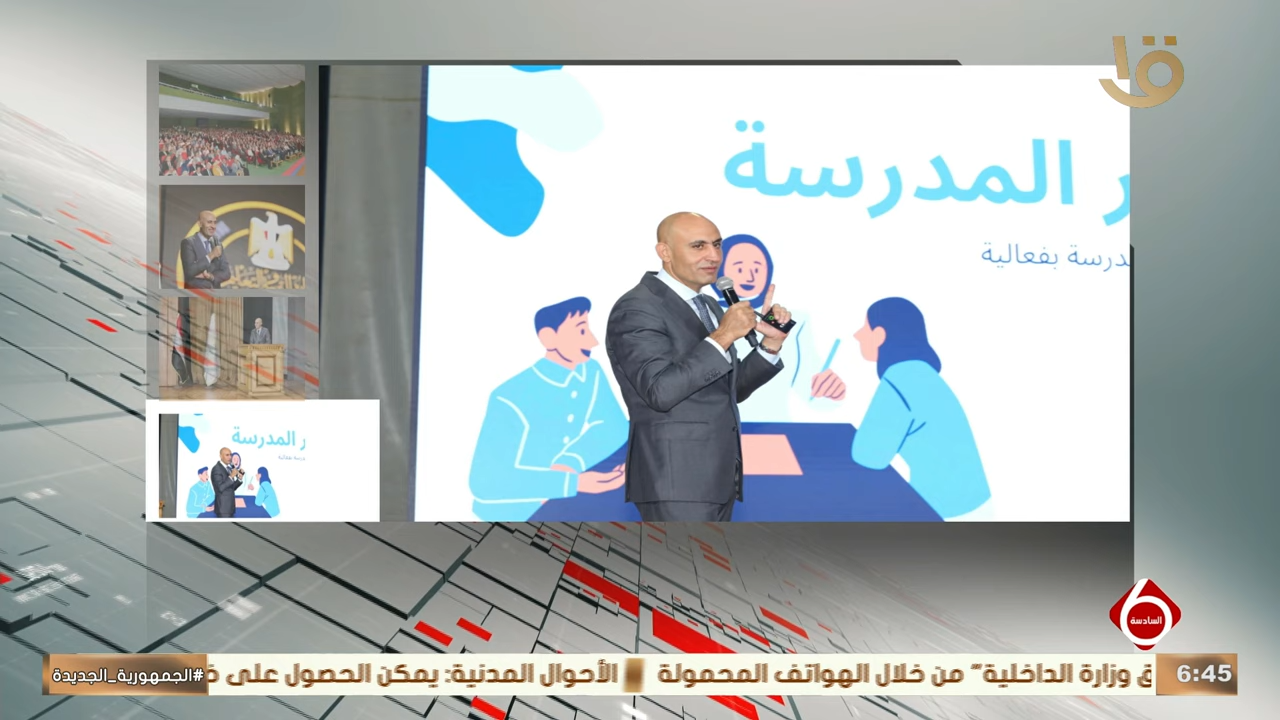 ر المدرسة
درسة بفعالية
ر المدرسة
السادسة
#الجمهورية_الجديدة
الأحوال المدنية: يمكن الحصول على
ق وزارة الداخلية" من خلال الهواتف المحمولة
6:45